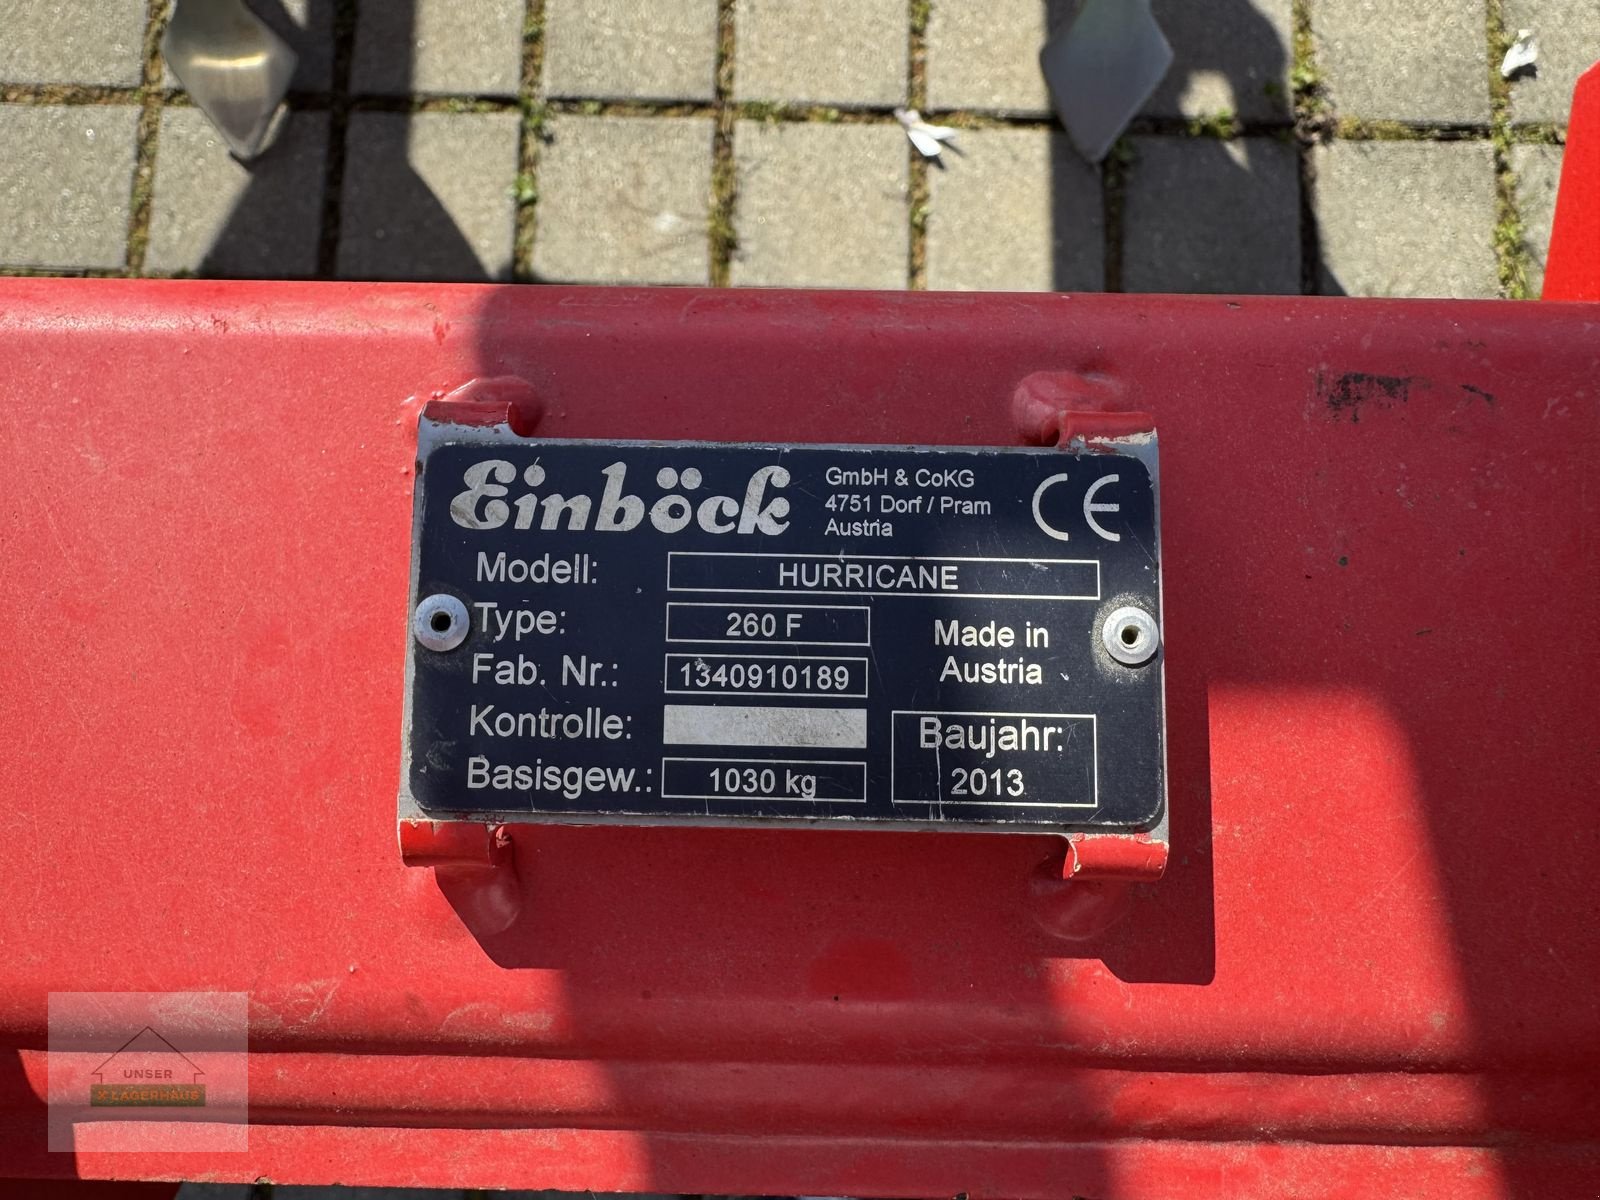 Einböck
GmbH & CoKG
4751 Dorf / Pram
Austria
CE
Modell: HURRICANE
Type: 260 F
Fab. Nr.: 1340910189
Kontrolle:
Basisgew.: 1030 kg
Made in
Austria
Baujahr:
2013
UNSER
X LAGERHAUS